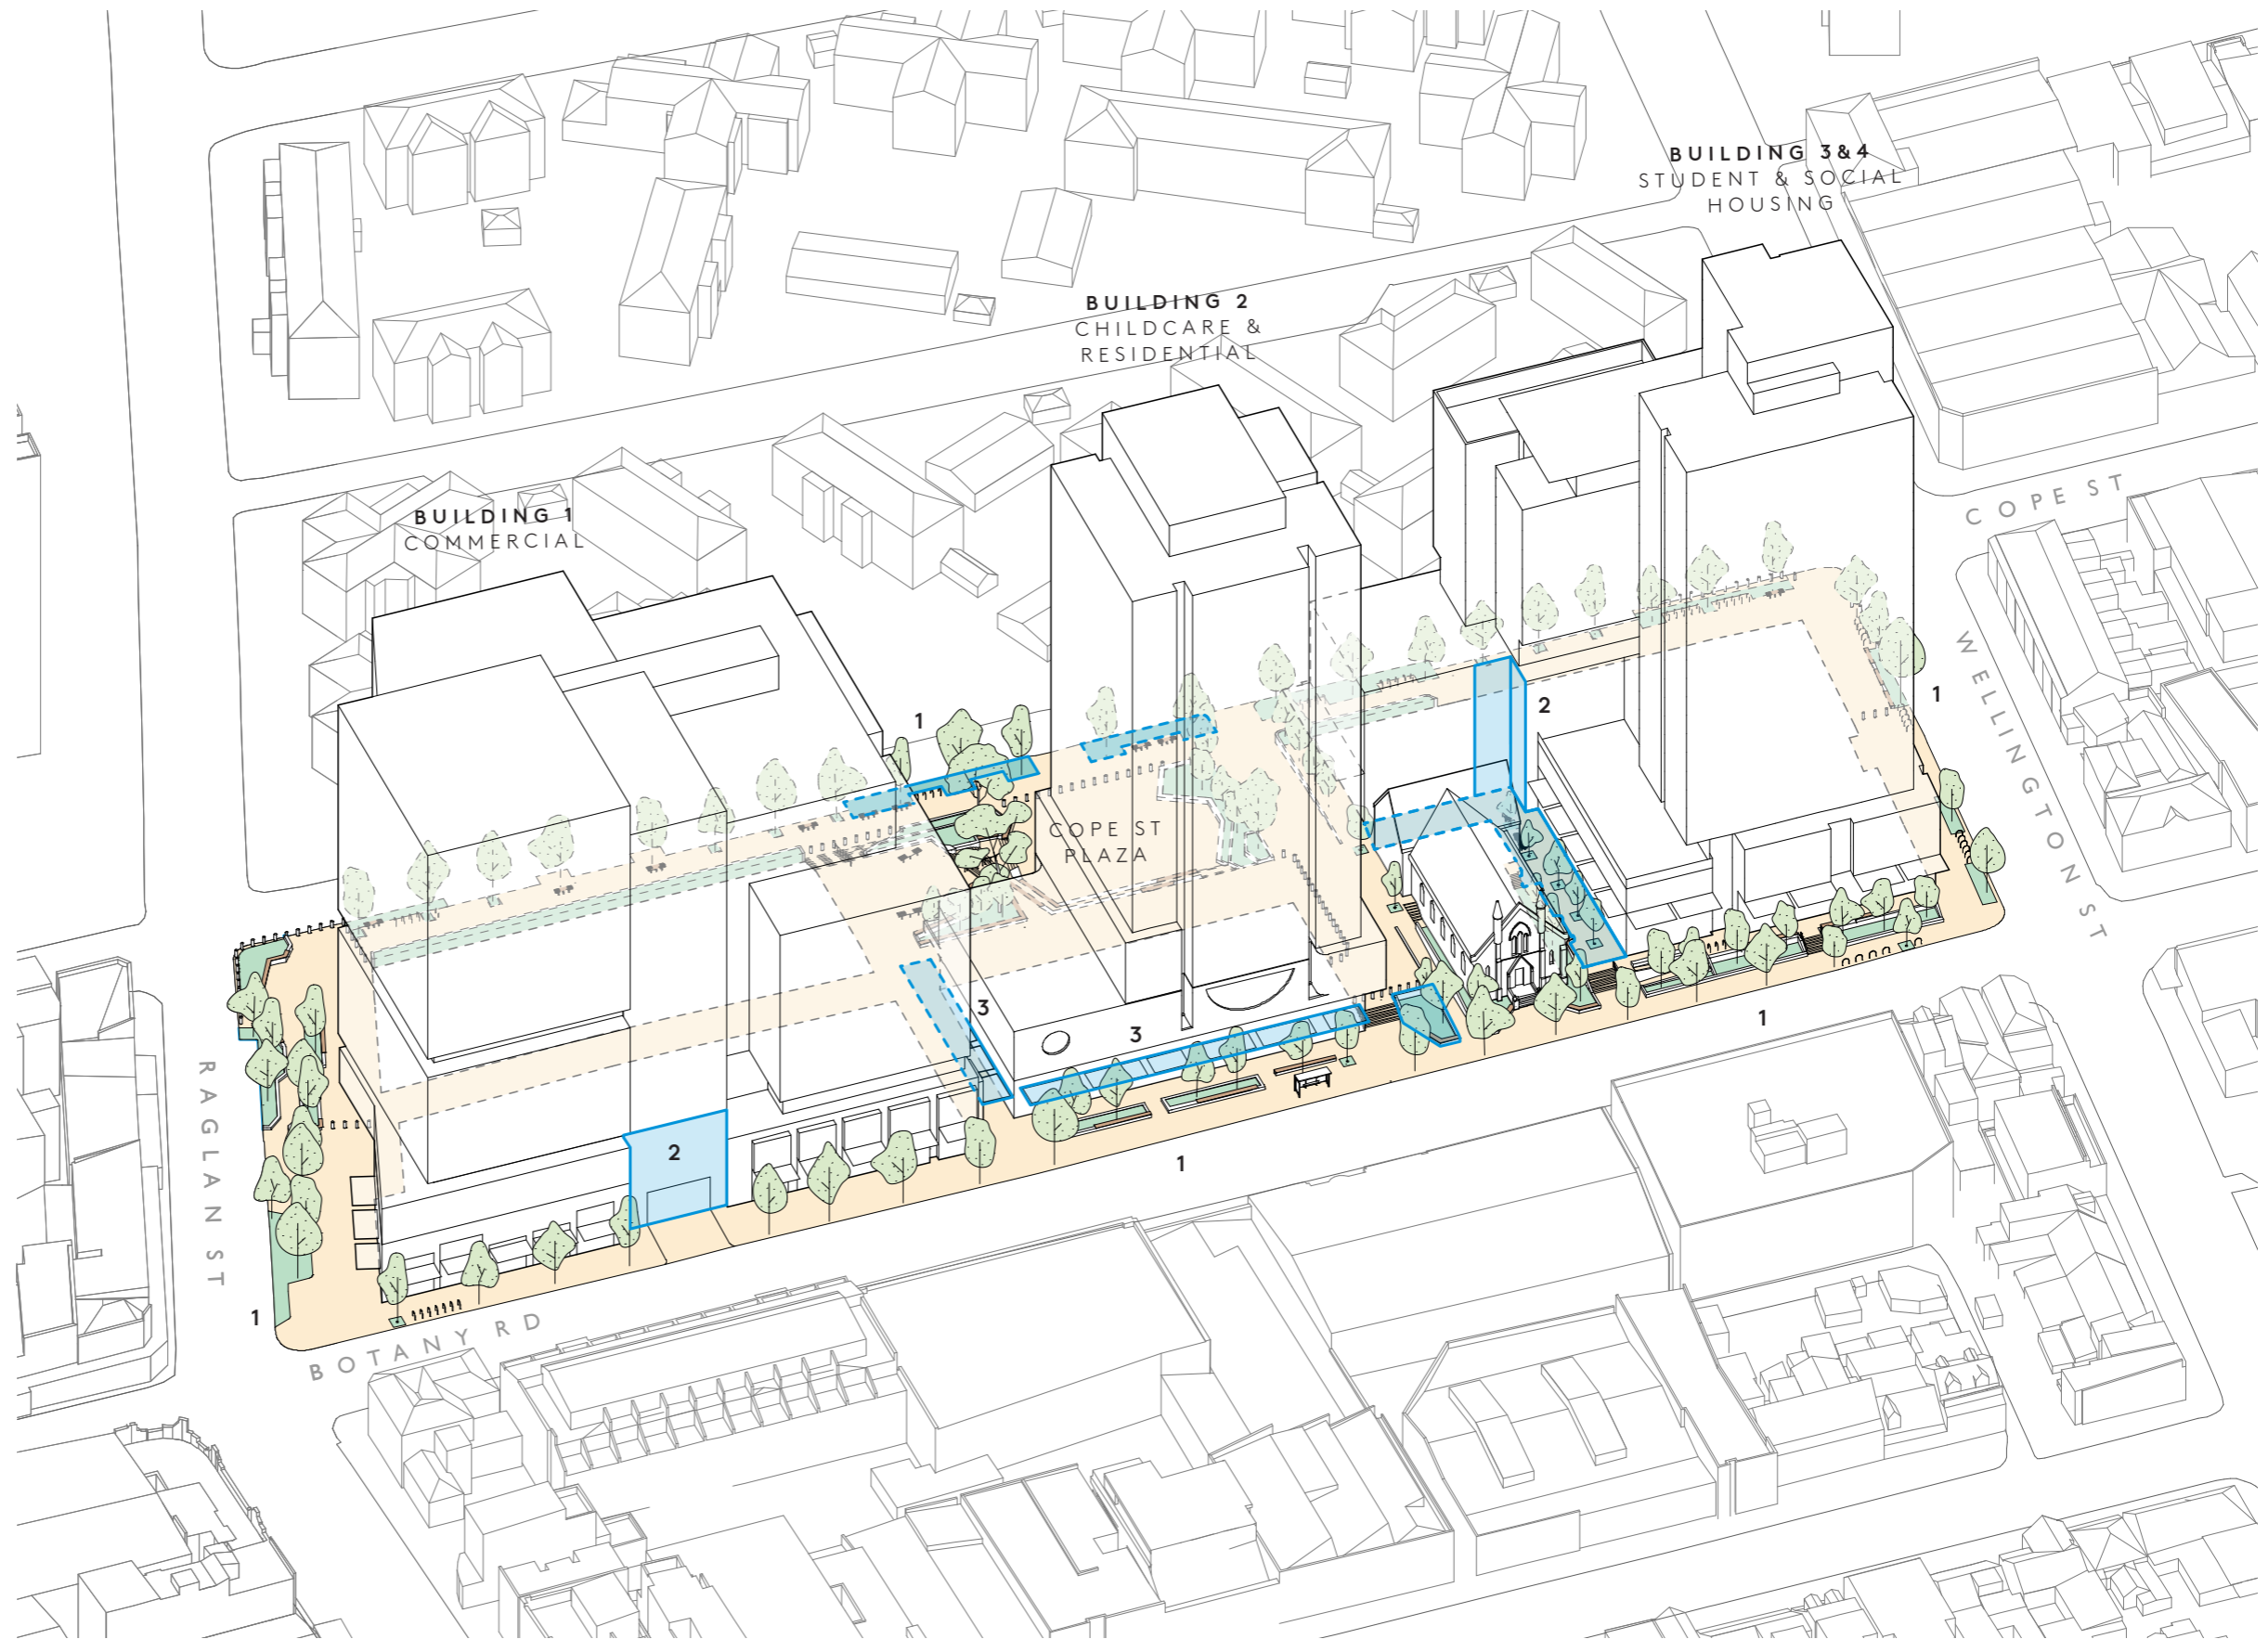 BUILDING 3&4
STUDENT & SOCIAL
HOUSING
BUILDING 2
CHILDCARE &
RESIDENTIAL
BUILDING 1
COMMERCIAL
COPE ST
WELLINGTON ST
1
2
1
COPE ST
PLAZA
3
3
1
RAGLAN ST
2
1
1
BOTANY RD